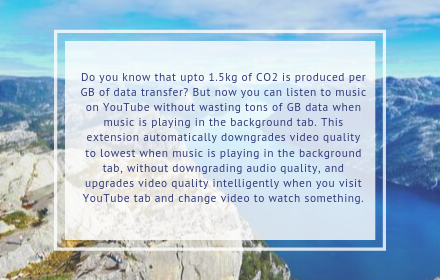 Do you know that upto 1.5kg of CO2 is produced per
GB of data transfer? But now you can listen to music
on YouTube without wasting tons of GB data when
music is playing in the background tab. This
extension automatically downgrades video quality
to lowest when music is playing in the background
tab, without downgrading audio quality, and
upgrades video quality intelligently when you visit
YouTube tab and change video to watch something.